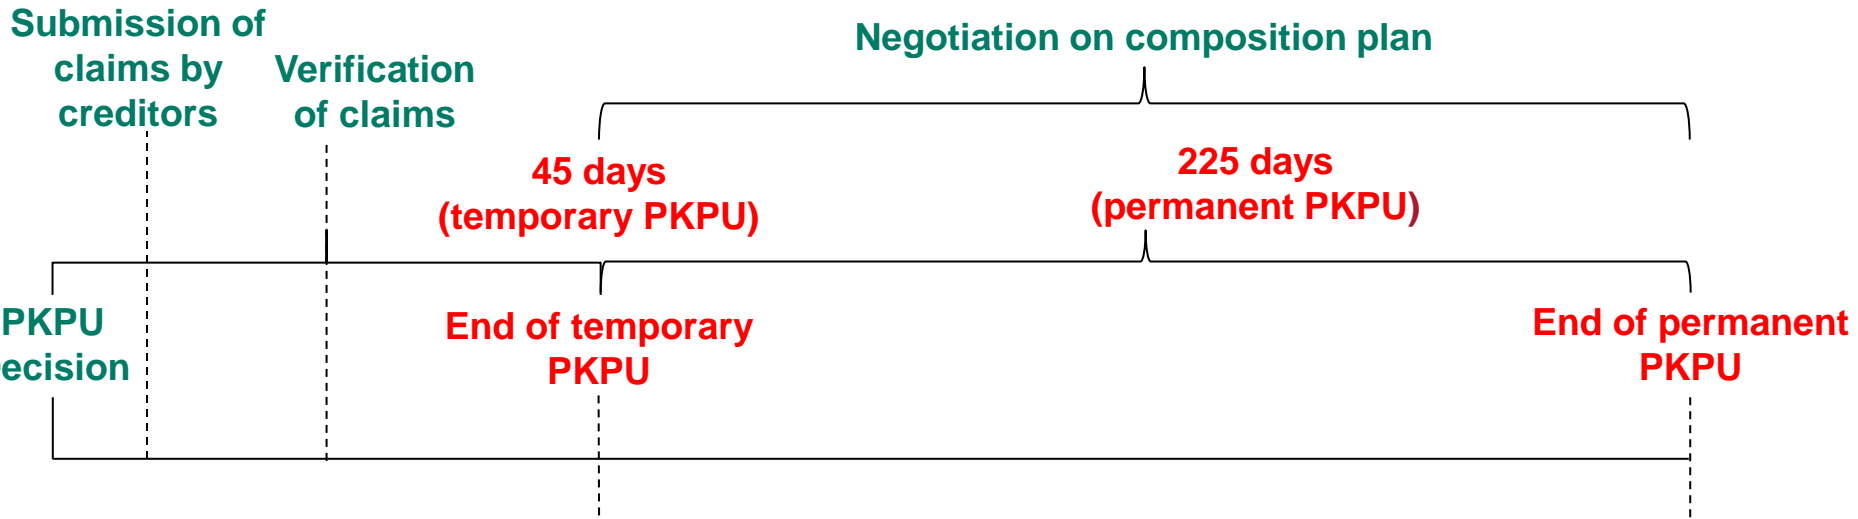 Submission of
claims by
creditors
Verification
of claims
Negotiation on composition plan
45 days
(temporary PKPU)
225 days
(permanent PKPU)
PKPU
ecision
End of temporary
PKPU
End of permanent
PKPU